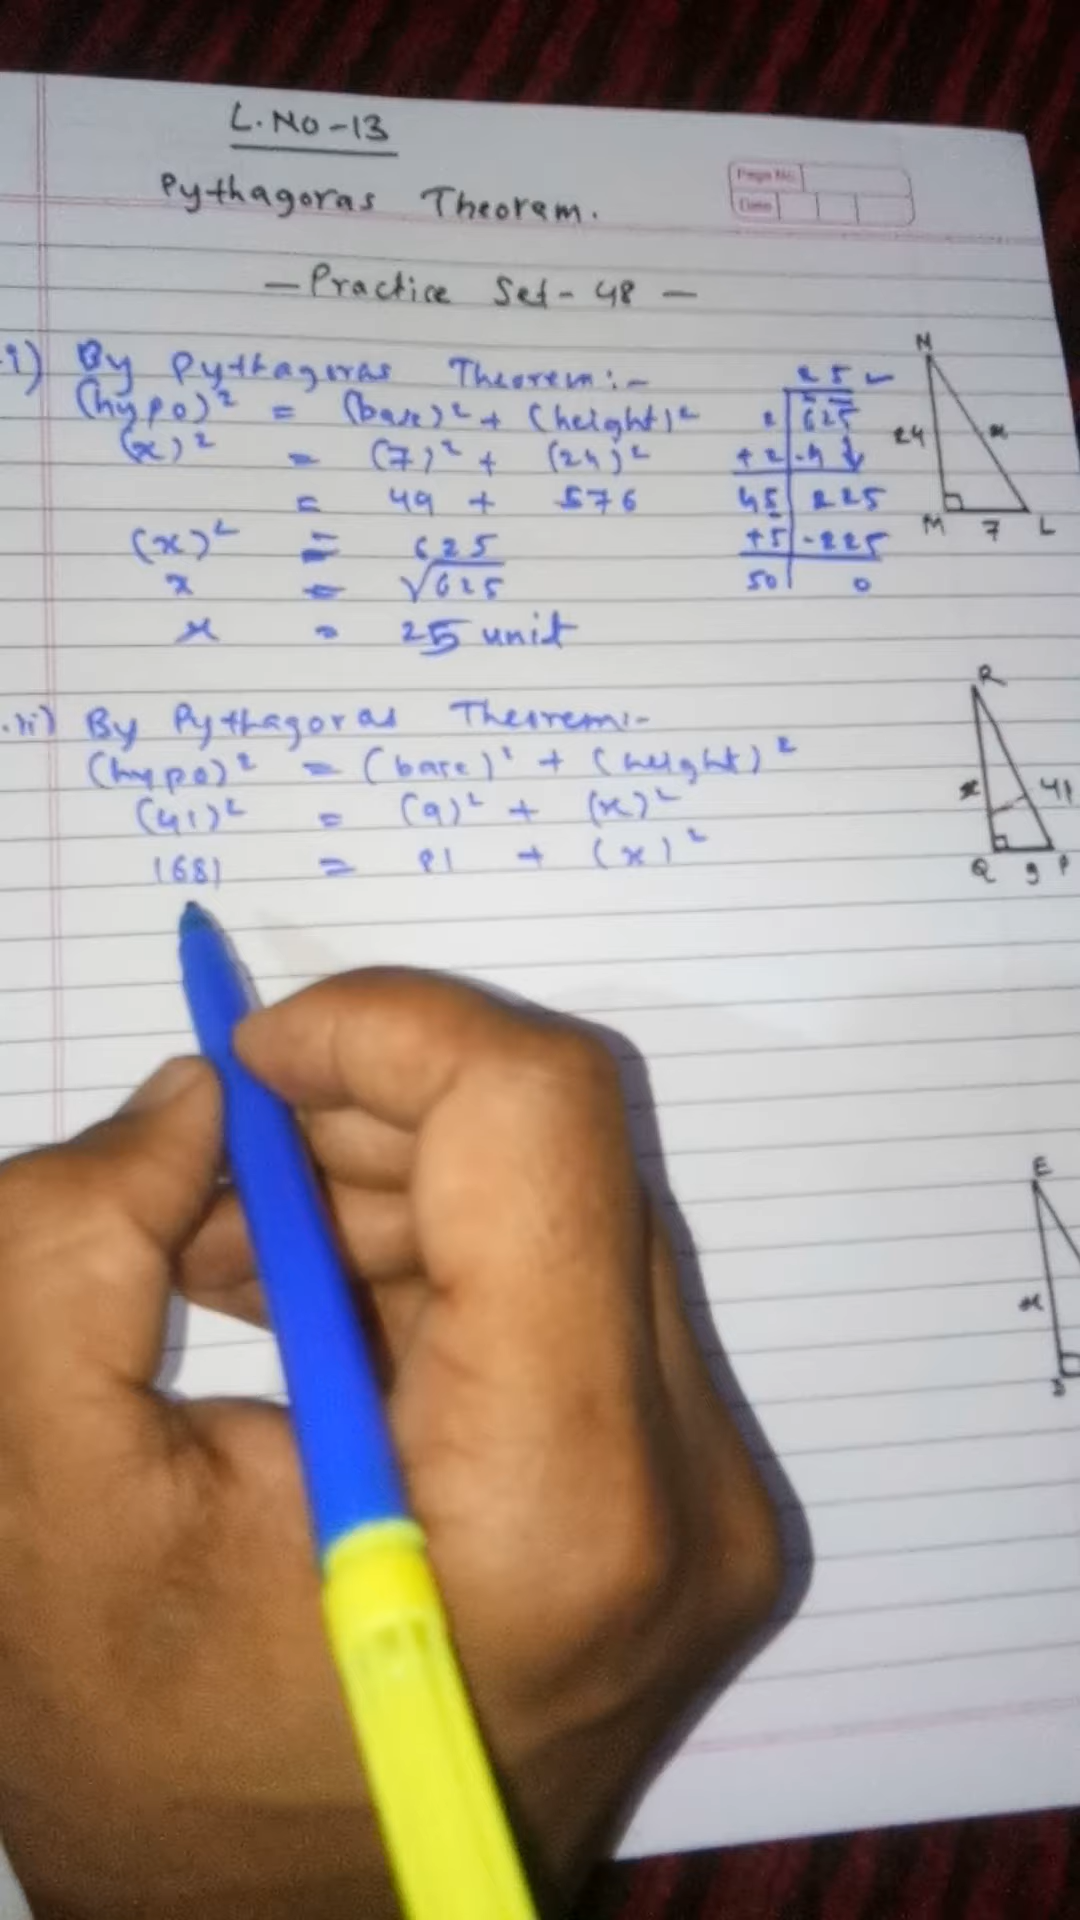 L. No -13
Pythagoras Theorem.
Page No.
Date
- Practice Set - 48 -
i) By Pythagoras Theorem:-
(hypo)² = (base)² + (height)²
(x)² = (7)² + (24)²
= 49 + 576
(x)² = 625
x = √625
x = 25 unit
25
2 625
+2 -4
45 225
+5 -225
50 0
N
24
x
M 7 L
ii) By Pythagoras Theorem:-
(hypo)² = (base)² + (height)²
(41)² = (9)² + (x)²
1681 = 81 + (x)²
R
x 41
Q 9 P
E
x
D